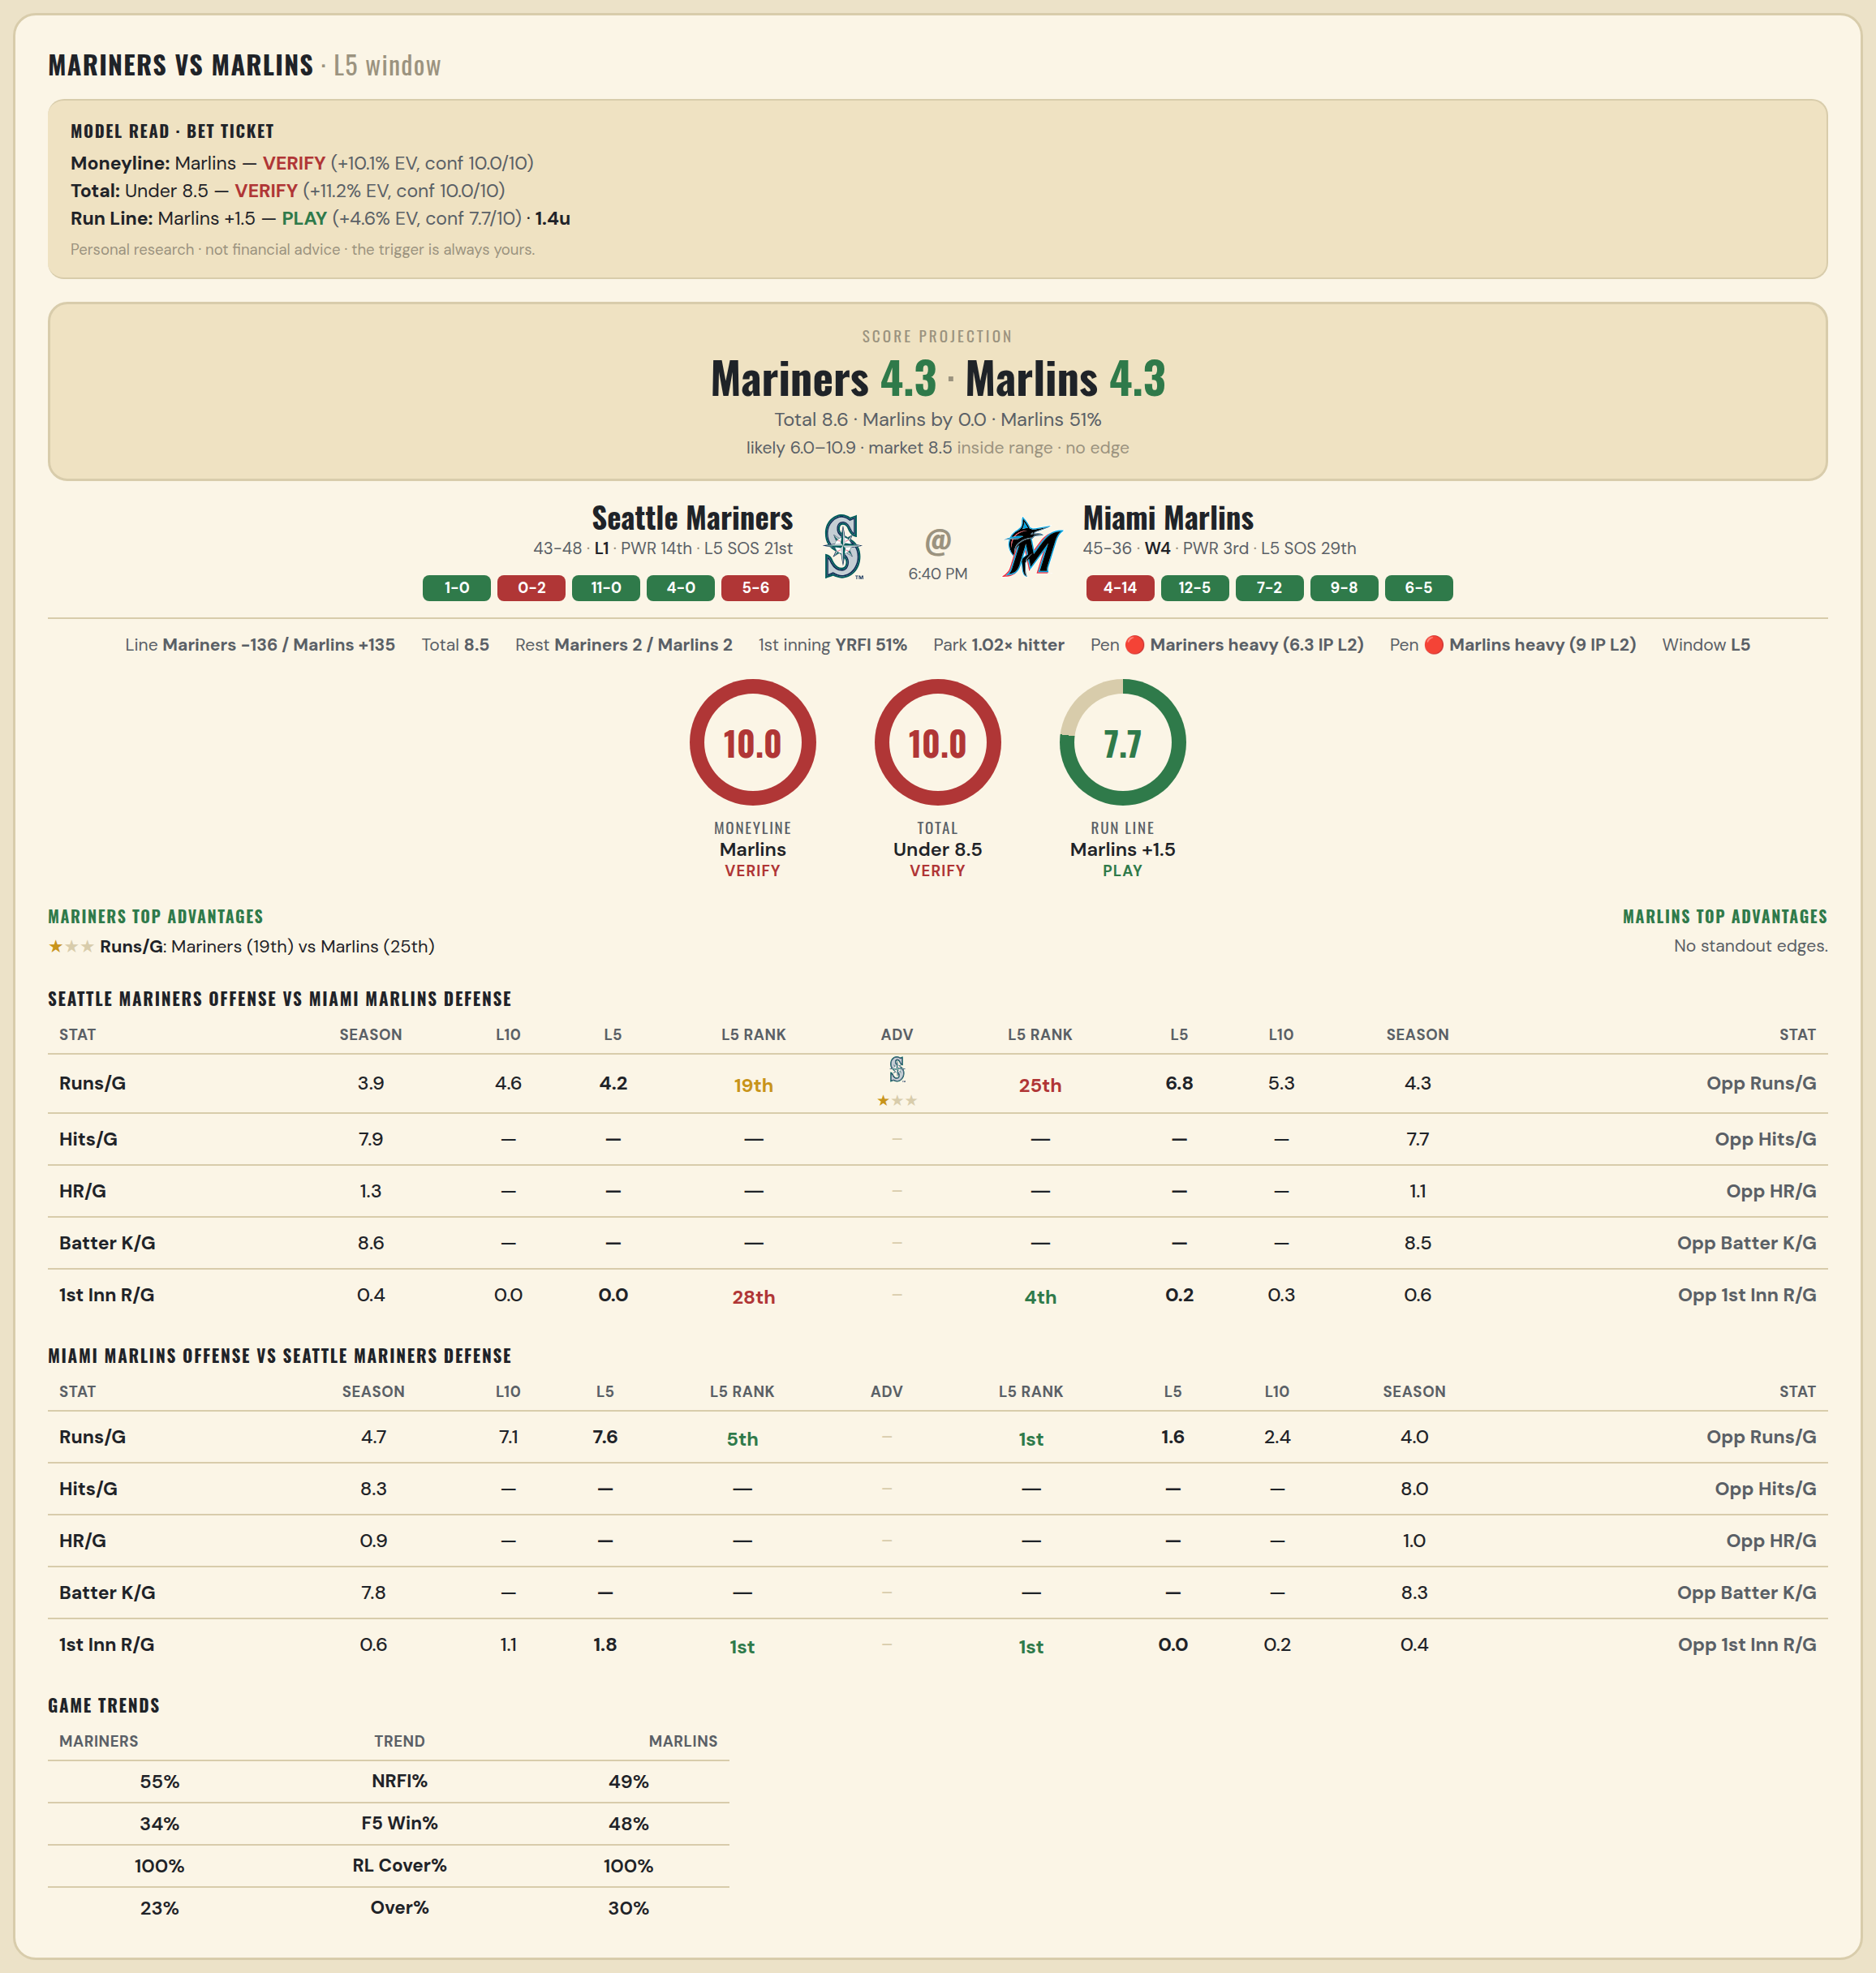 MARINERS VS MARLINS · L5 window
MODEL READ · BET TICKET
Moneyline: Marlins — VERIFY (+10.1% EV, conf 10.0/10)
Total: Under 8.5 — VERIFY (+11.2% EV, conf 10.0/10)
Run Line: Marlins +1.5 — PLAY (+4.6% EV, conf 7.7/10) · 1.4u
Personal research · not financial advice · the trigger is always yours.
SCORE PROJECTION
Mariners 4.3 · Marlins 4.3
Total 8.6 · Marlins by 0.0 · Marlins 51%
likely 6.0–10.9 · market 8.5 inside range · no edge
Seattle Mariners
43-48 · L1 · PWR 14th · L5 SOS 21st
1-0 0-2 11-0 4-0 5-6
@
6:40 PM
Miami Marlins
45-36 · W4 · PWR 3rd · L5 SOS 29th
4-14 12-5 7-2 9-8 6-5
Line Mariners -136 / Marlins +135 Total 8.5 Rest Mariners 2 / Marlins 2 1st inning YRFI 51% Park 1.02× hitter Pen 🔴 Mariners heavy (6.3 IP L2) Pen 🔴 Marlins heavy (9 IP L2) Window L5
10.0 10.0 7.7
MONEYLINE TOTAL RUN LINE
Marlins Under 8.5 Marlins +1.5
VERIFY VERIFY PLAY
MARINERS TOP ADVANTAGES
★★★ Runs/G: Mariners (19th) vs Marlins (25th)
MARLINS TOP ADVANTAGES
No standout edges.
SEATTLE MARINERS OFFENSE VS MIAMI MARLINS DEFENSE
STAT SEASON L10 L5 L5 RANK ADV L5 RANK L5 L10 SEASON STAT
Runs/G 3.9 4.6 4.2 19th ★★★ 25th 6.8 5.3 4.3 Opp Runs/G
Hits/G 7.9 — — — – — — — 7.7 Opp Hits/G
HR/G 1.3 — — — – — — — 1.1 Opp HR/G
Batter K/G 8.6 — — — – — — — 8.5 Opp Batter K/G
1st Inn R/G 0.4 0.0 0.0 28th – 4th 0.2 0.3 0.6 Opp 1st Inn R/G
MIAMI MARLINS OFFENSE VS SEATTLE MARINERS DEFENSE
STAT SEASON L10 L5 L5 RANK ADV L5 RANK L5 L10 SEASON STAT
Runs/G 4.7 7.1 7.6 5th – 1st 1.6 2.4 4.0 Opp Runs/G
Hits/G 8.3 — — — – — — — 8.0 Opp Hits/G
HR/G 0.9 — — — – — — — 1.0 Opp HR/G
Batter K/G 7.8 — — — – — — — 8.3 Opp Batter K/G
1st Inn R/G 0.6 1.1 1.8 1st – 1st 0.0 0.2 0.4 Opp 1st Inn R/G
GAME TRENDS
MARINERS TREND MARLINS
55% NRFI% 49%
34% F5 Win% 48%
100% RL Cover% 100%
23% Over% 30%